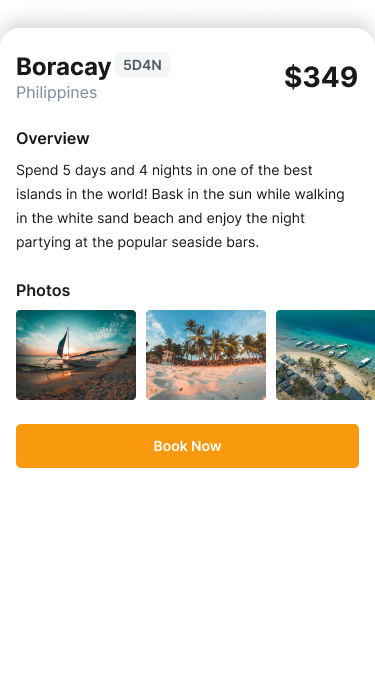 Boracay 5D4N
Philippines
$349
Overview
Spend 5 days and 4 nights in one of the best
islands in the world! Bask in the sun while walking
in the white sand beach and enjoy the night
partying at the popular seaside bars.
Photos
Book Now